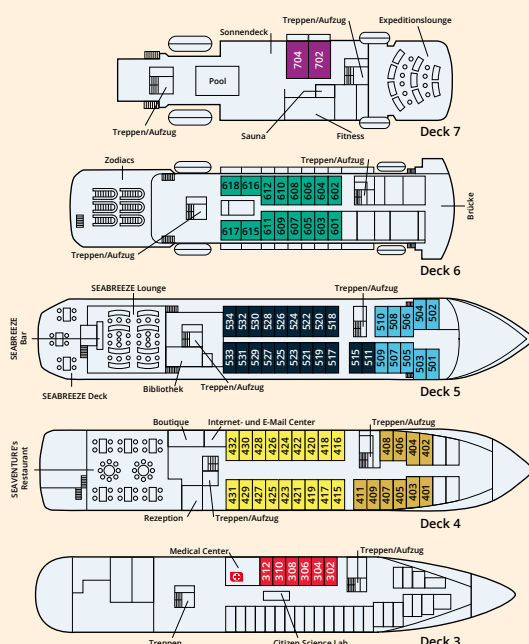 Treppen/Aufzug
Expeditionslounge
Sonnendeck
704 702
Pool
Treppen/Aufzug
Sauna
Fitness
Deck 7
Zodiacs
Treppen/Aufzug
618 616 612 610 608 606 604 602
617 615 611 609 607 605 603 601
Brücke
Treppen/Aufzug
Deck 6
SEABREEZE Lounge
Treppen/Aufzug
534 532 530 528 526 524 522 520 518
510 508 506 504 502
SEABREEZE
Bar
533 531 529 527 525 523 521 519 517
515 511 509 507 505 503 501
SEABREEZE Deck
Bibliothek
Treppen/Aufzug
Deck 5
Boutique
Internet- und E-Mail Center
Treppen/Aufzug
432 430 428 426 424 422 420 418 416
408 406 404 402
SEAVENTURE's
Restaurant
431 429 427 425 423 421 419 417 415
411 409 407 405 403 401
Rezeption
Treppen/Aufzug
Deck 4
Medical Center
Treppen/Aufzug
312 310 308 306 304 302
Treppen
Citizen Science Lab
Deck 3